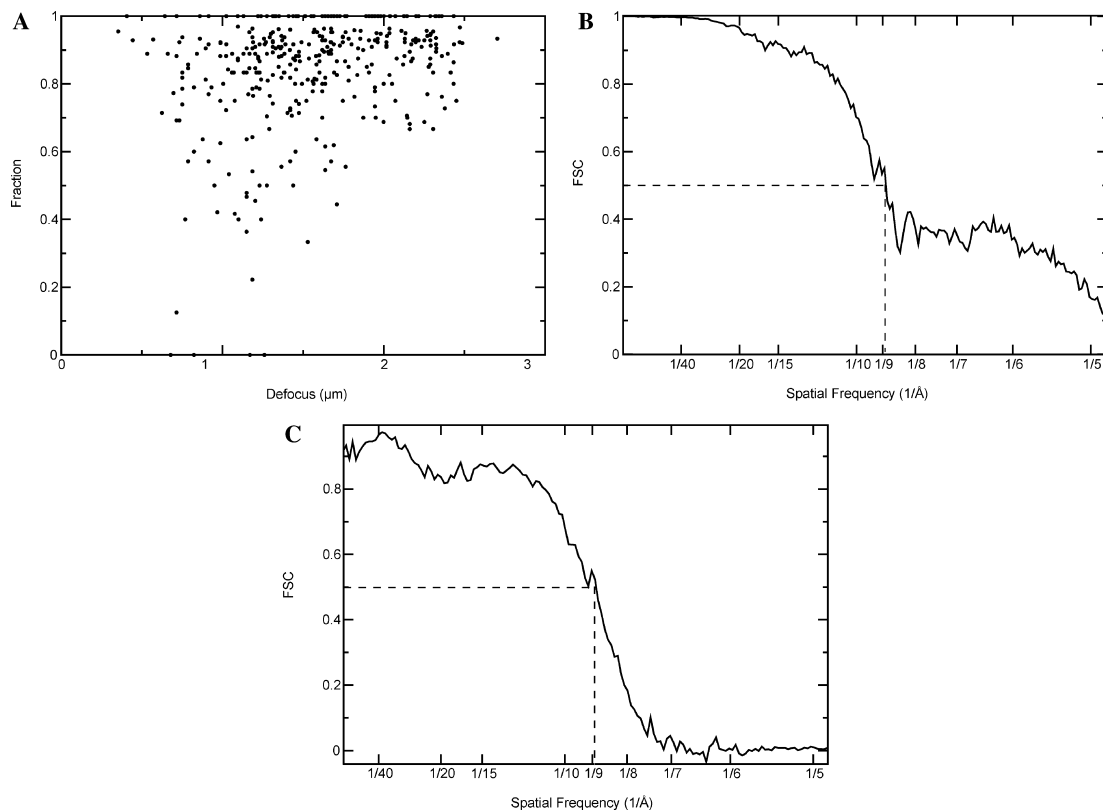 A
1
0.8
0.6
0.4
0.2
0
Fraction
0 1 2 3
Defocus (µm)
B
1
0.8
0.6
0.4
0.2
0
FSC
1/40 1/20 1/15 1/10 1/9 1/8 1/7 1/6 1/5
Spatial Frequency (1/Å)
C
0.8
0.6
0.4
0.2
0
FSC
1/40 1/20 1/15 1/10 1/9 1/8 1/7 1/6 1/5
Spatial Frequency (1/Å)